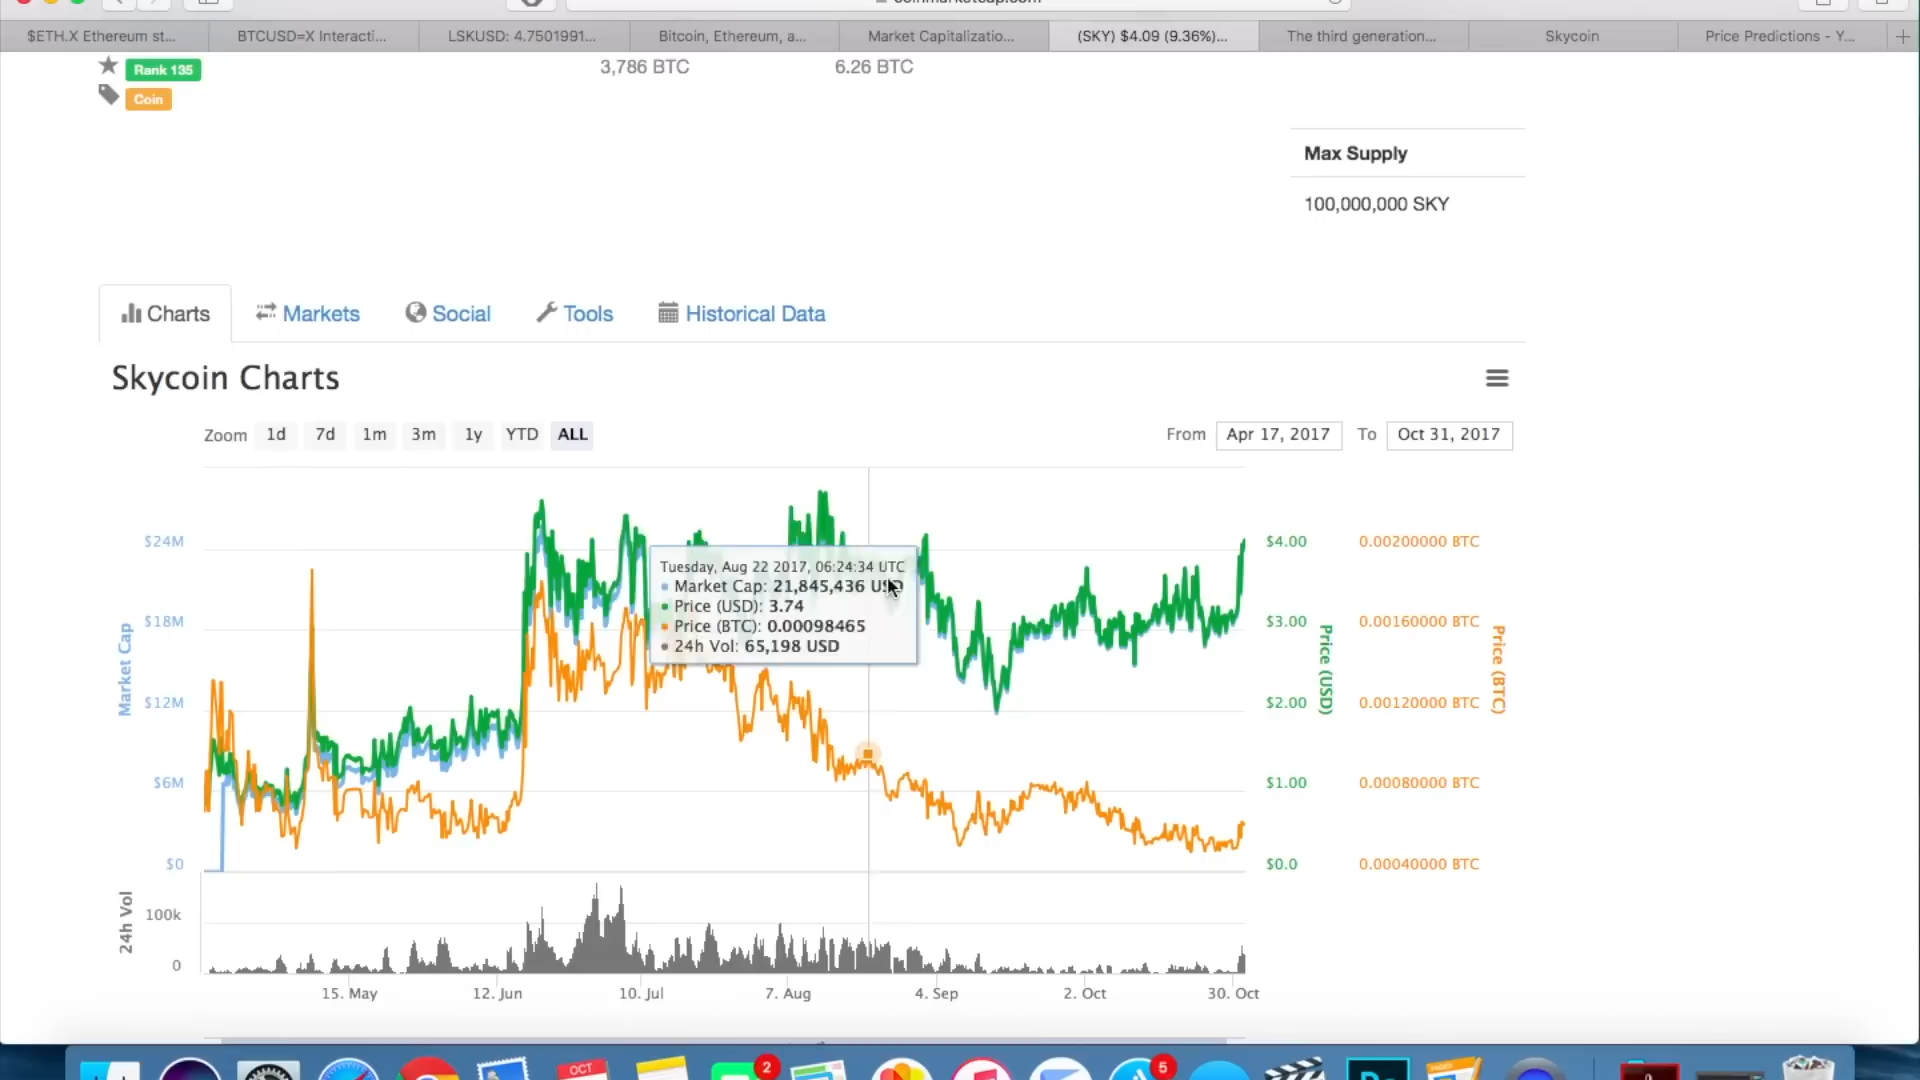 $ETH.X Ethereum st...
BTCUSD=X Interacti...
LSKUSD: 4.7501991...
Bitcoin, Ethereum, a...
Market Capitalizatio...
(SKY) $4.09 (9.36%)...
The third generation...
Skycoin
Price Predictions - Y...
Rank 135
3,786 BTC
6.26 BTC
Coin
Max Supply
100,000,000 SKY
Charts
Markets
Social
Tools
Historical Data
Skycoin Charts
Zoom 1d 7d 1m 3m 1y YTD ALL
From Apr 17, 2017 To Oct 31, 2017
$24M
$18M
$12M
$6M
$0
Market Cap
Tuesday, Aug 22 2017, 06:24:34 UTC
Market Cap: 21,845,436 USD
Price (USD): 3.74
Price (BTC): 0.00098465
24h Vol: 65,198 USD
$4.00
$3.00
$2.00
$1.00
$0.0
Price (USD)
0.00200000 BTC
0.00160000 BTC
0.00120000 BTC
0.00080000 BTC
0.00040000 BTC
Price (BTC)
24h Vol
100k
0
15. May
12. Jun
10. Jul
7. Aug
4. Sep
2. Oct
30. Oct
OCT
2
5